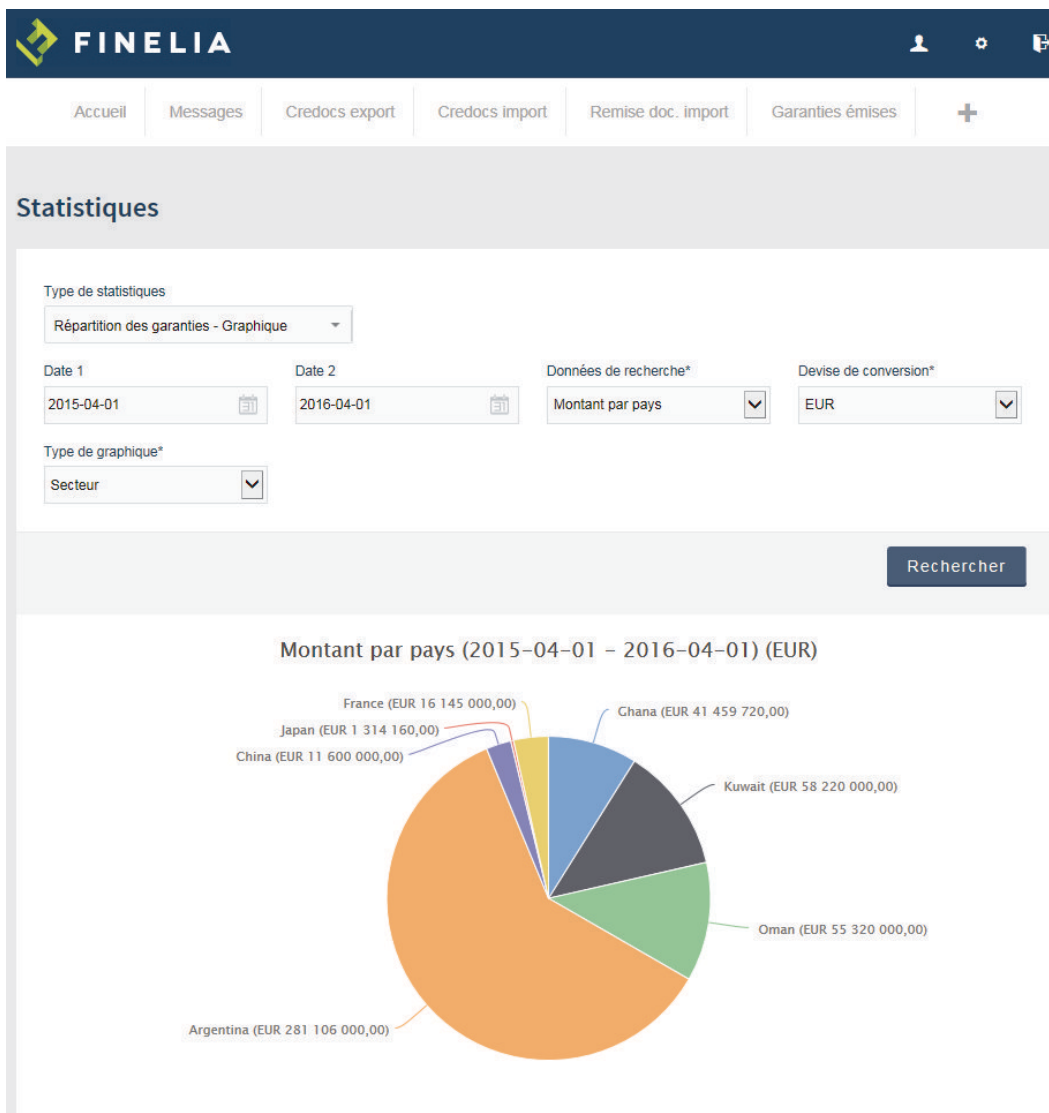 FINELIA
Accueil Messages Credocs export Credocs import Remise doc. import Garanties émises +
Statistiques
Type de statistiques
Répartition des garanties - Graphique
Date 1 Date 2 Données de recherche* Devise de conversion*
2015-04-01 2016-04-01 Montant par pays EUR
Type de graphique*
Secteur
Rechercher
Montant par pays (2015-04-01 - 2016-04-01) (EUR)
France (EUR 16 145 000,00)
Ghana (EUR 41 459 720,00)
Japan (EUR 1 314 160,00)
China (EUR 11 600 000,00)
Kuwait (EUR 58 220 000,00)
Oman (EUR 55 320 000,00)
Argentina (EUR 281 106 000,00)